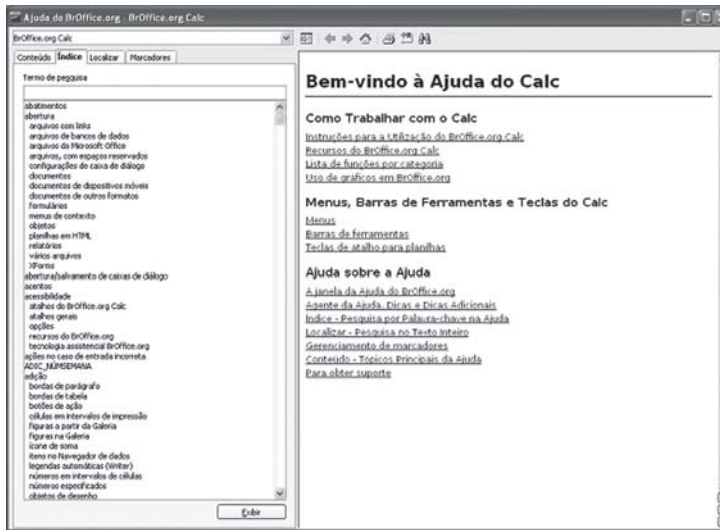 Ajuda do BrOffice.org - BrOffice.org Calc
BrOffice.org Calc
Conteúdo Índice Localizar Marcadores
Termo de pesquisa
abatimentos
abertura
arquivos com links
arquivos de bancos de dados
arquivos do Microsoft Office
arquivos, com espaços reservados
configurações de caixa de diálogo
documentos
documentos de dispositivos móveis
documentos de outros formatos
formulários
menus de contexto
objetos
planilhas em HTML
relatórios
vários arquivos
XForms
abertura/salvamento de caixas de diálogo
acentos
acessibilidade
atalhos do BrOffice.org Calc
atalhos gerais
opções
recursos do BrOffice.org
tecnologia assistencial BrOffice.org
ações no caso de entrada incorreta
ADIC_NÚMSEMANA
adição
bordas de parágrafo
bordas de tabela
botões de ação
células em intervalos de impressão
figuras a partir da Galeria
figuras na Galeria
ícone de soma
itens no Navegador de dados
legendas automáticas (Writer)
números em intervalos de células
números especificados
objetos de desenho
Exibir
Bem-vindo à Ajuda do Calc
Como Trabalhar com o Calc
Instruções para a Utilização do BrOffice.org Calc
Recursos do BrOffice.org Calc
Lista de funções por categoria
Uso de gráficos em BrOffice.org
Menus, Barras de Ferramentas e Teclas do Calc
Menus
Barras de ferramentas
Teclas de atalho para planilhas
Ajuda sobre a Ajuda
A janela da Ajuda do BrOffice.org
Agente da Ajuda, Dicas e Dicas Adicionais
Índice - Pesquisa por Palavra-chave na Ajuda
Localizar - Pesquisa no Texto Inteiro
Gerenciamento de marcadores
Conteúdo - Tópicos Principais da Ajuda
Para obter suporte